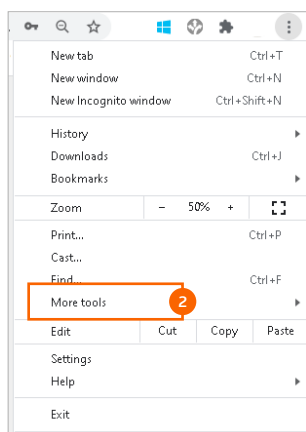 New tab Ctrl+T
New window Ctrl+N
New Incognito window Ctrl+Shift+N
History
Downloads Ctrl+J
Bookmarks
Zoom - 50% +
Print... Ctrl+P
Cast...
Find... Ctrl+F
More tools 2
Edit Cut Copy Paste
Settings
Help
Exit